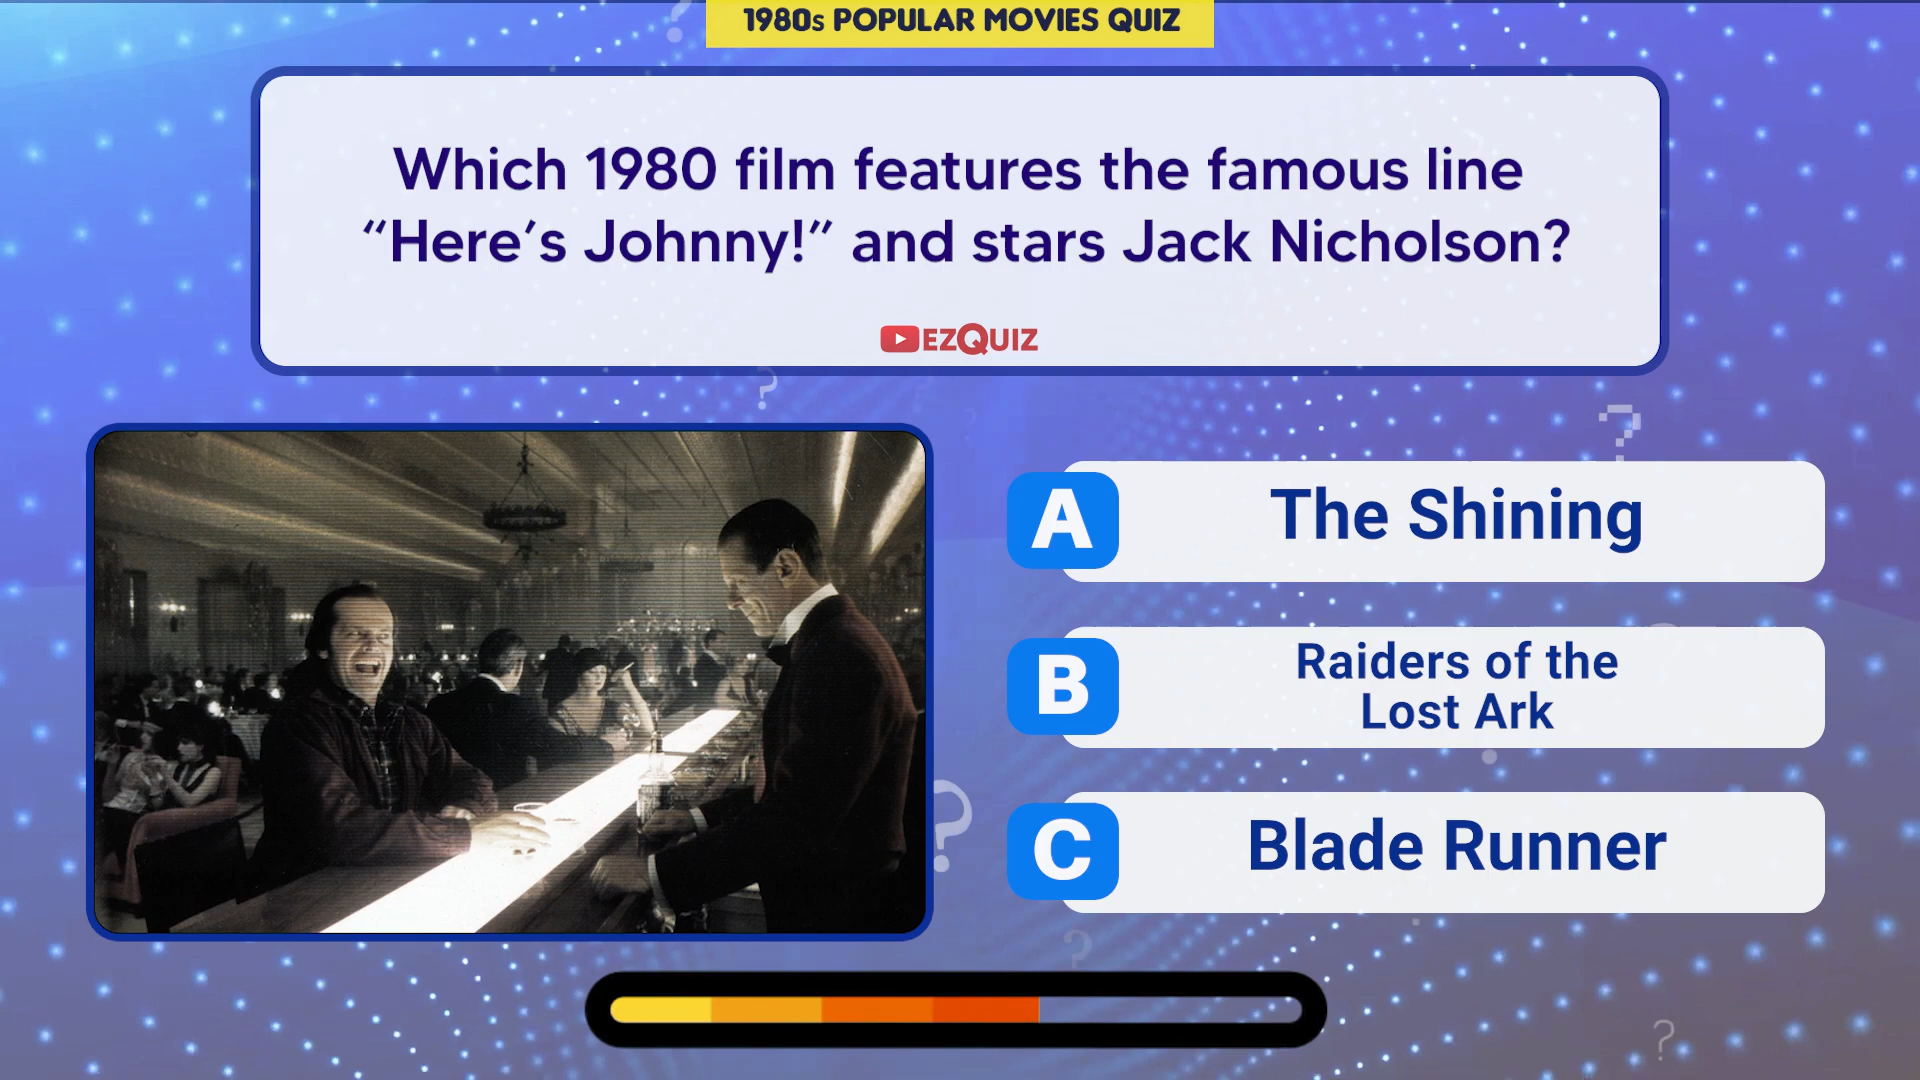 1980s POPULAR MOVIES QUIZ
Which 1980 film features the famous line
“Here’s Johnny!” and stars Jack Nicholson?
EZQUIZ
A The Shining
B Raiders of the
Lost Ark
C Blade Runner